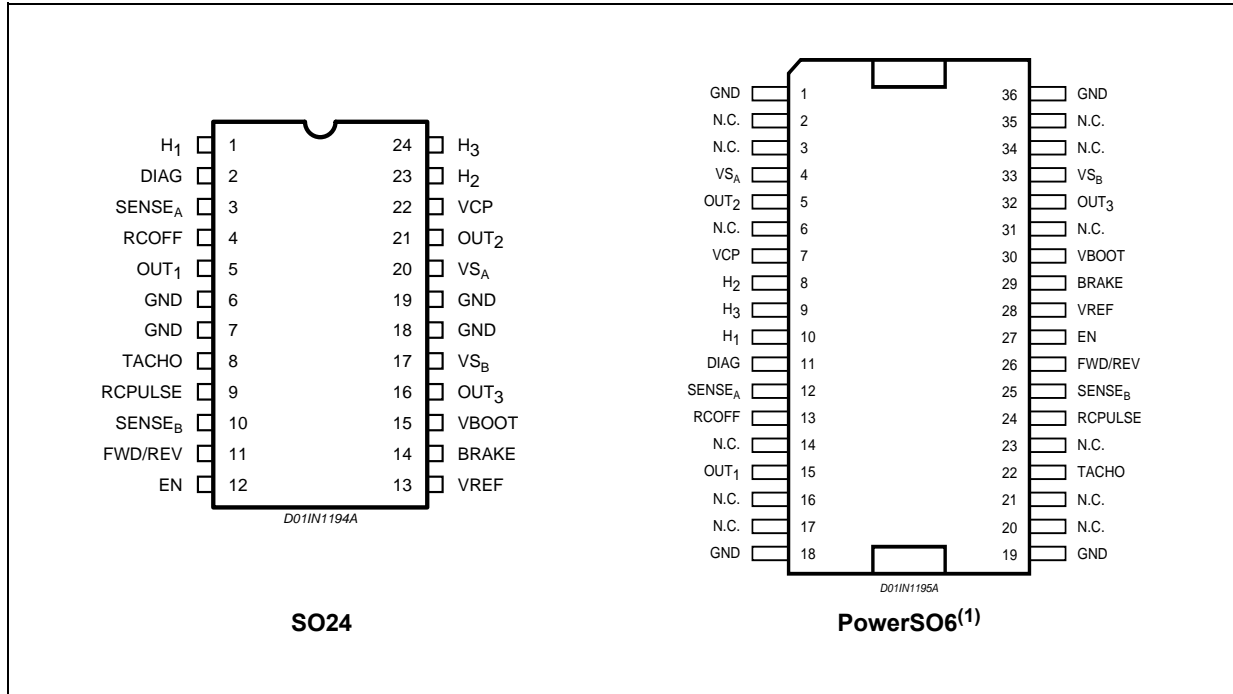 H1 1 24 H3
DIAG 2 23 H2
SENSEA 3 22 VCP
RCOFF 4 21 OUT2
OUT1 5 20 VSA
GND 6 19 GND
GND 7 18 GND
TACHO 8 17 VSB
RCPULSE 9 16 OUT3
SENSEB 10 15 VBOOT
FWD/REV 11 14 BRAKE
EN 12 13 VREF
D01IN1194A
SO24
GND 1 36 GND
N.C. 2 35 N.C.
N.C. 3 34 N.C.
VSA 4 33 VSB
OUT2 5 32 OUT3
N.C. 6 31 N.C.
VCP 7 30 VBOOT
H2 8 29 BRAKE
H3 9 28 VREF
H1 10 27 EN
DIAG 11 26 FWD/REV
SENSEA 12 25 SENSEB
RCOFF 13 24 RCPULSE
N.C. 14 23 N.C.
OUT1 15 22 TACHO
N.C. 16 21 N.C.
N.C. 17 20 N.C.
GND 18 19 GND
D01IN1195A
PowerSO6(1)